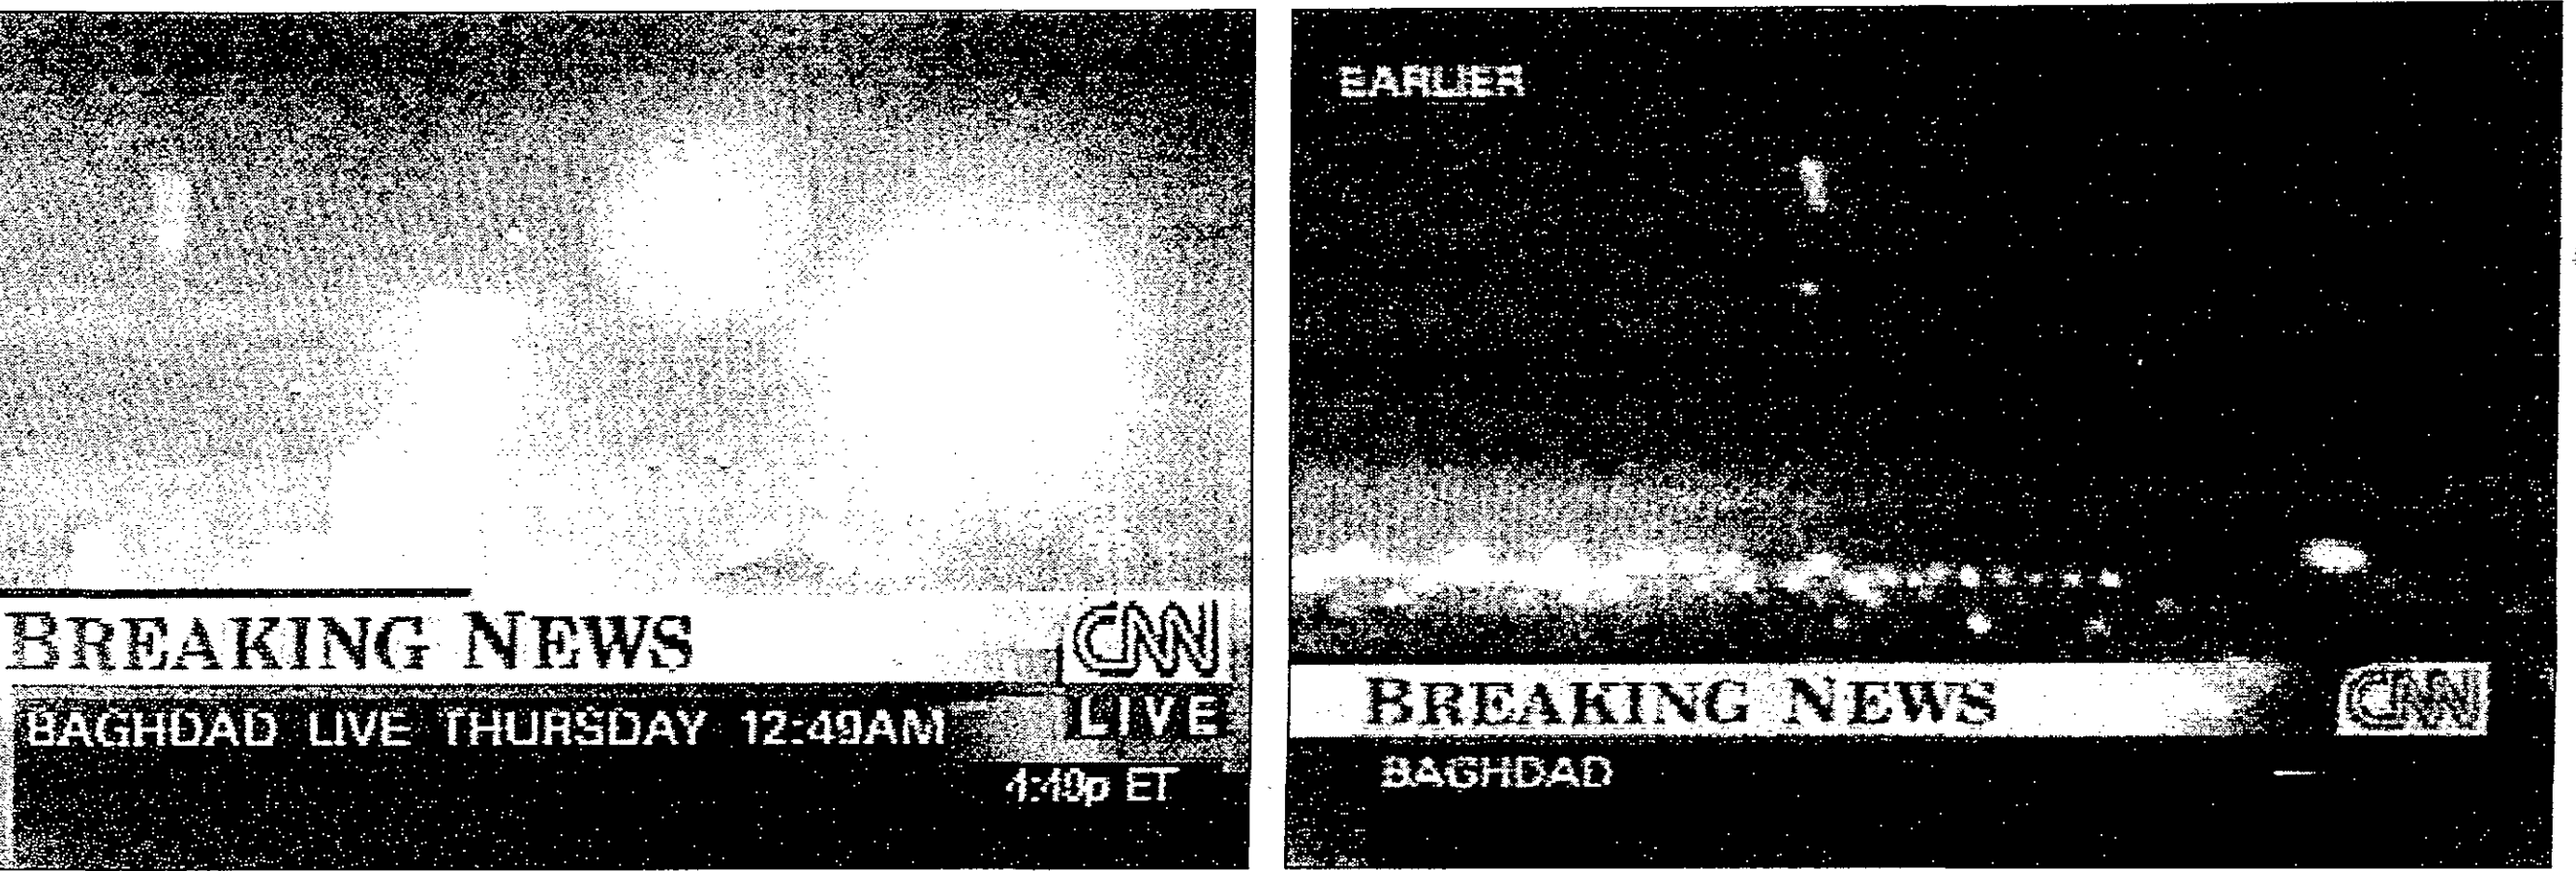 BREAKING NEWS
CNN
BAGHDAD LIVE THURSDAY 12:49AM
LIVE
4:49p ET
EARLIER
BREAKING NEWS
CNN
BAGHDAD